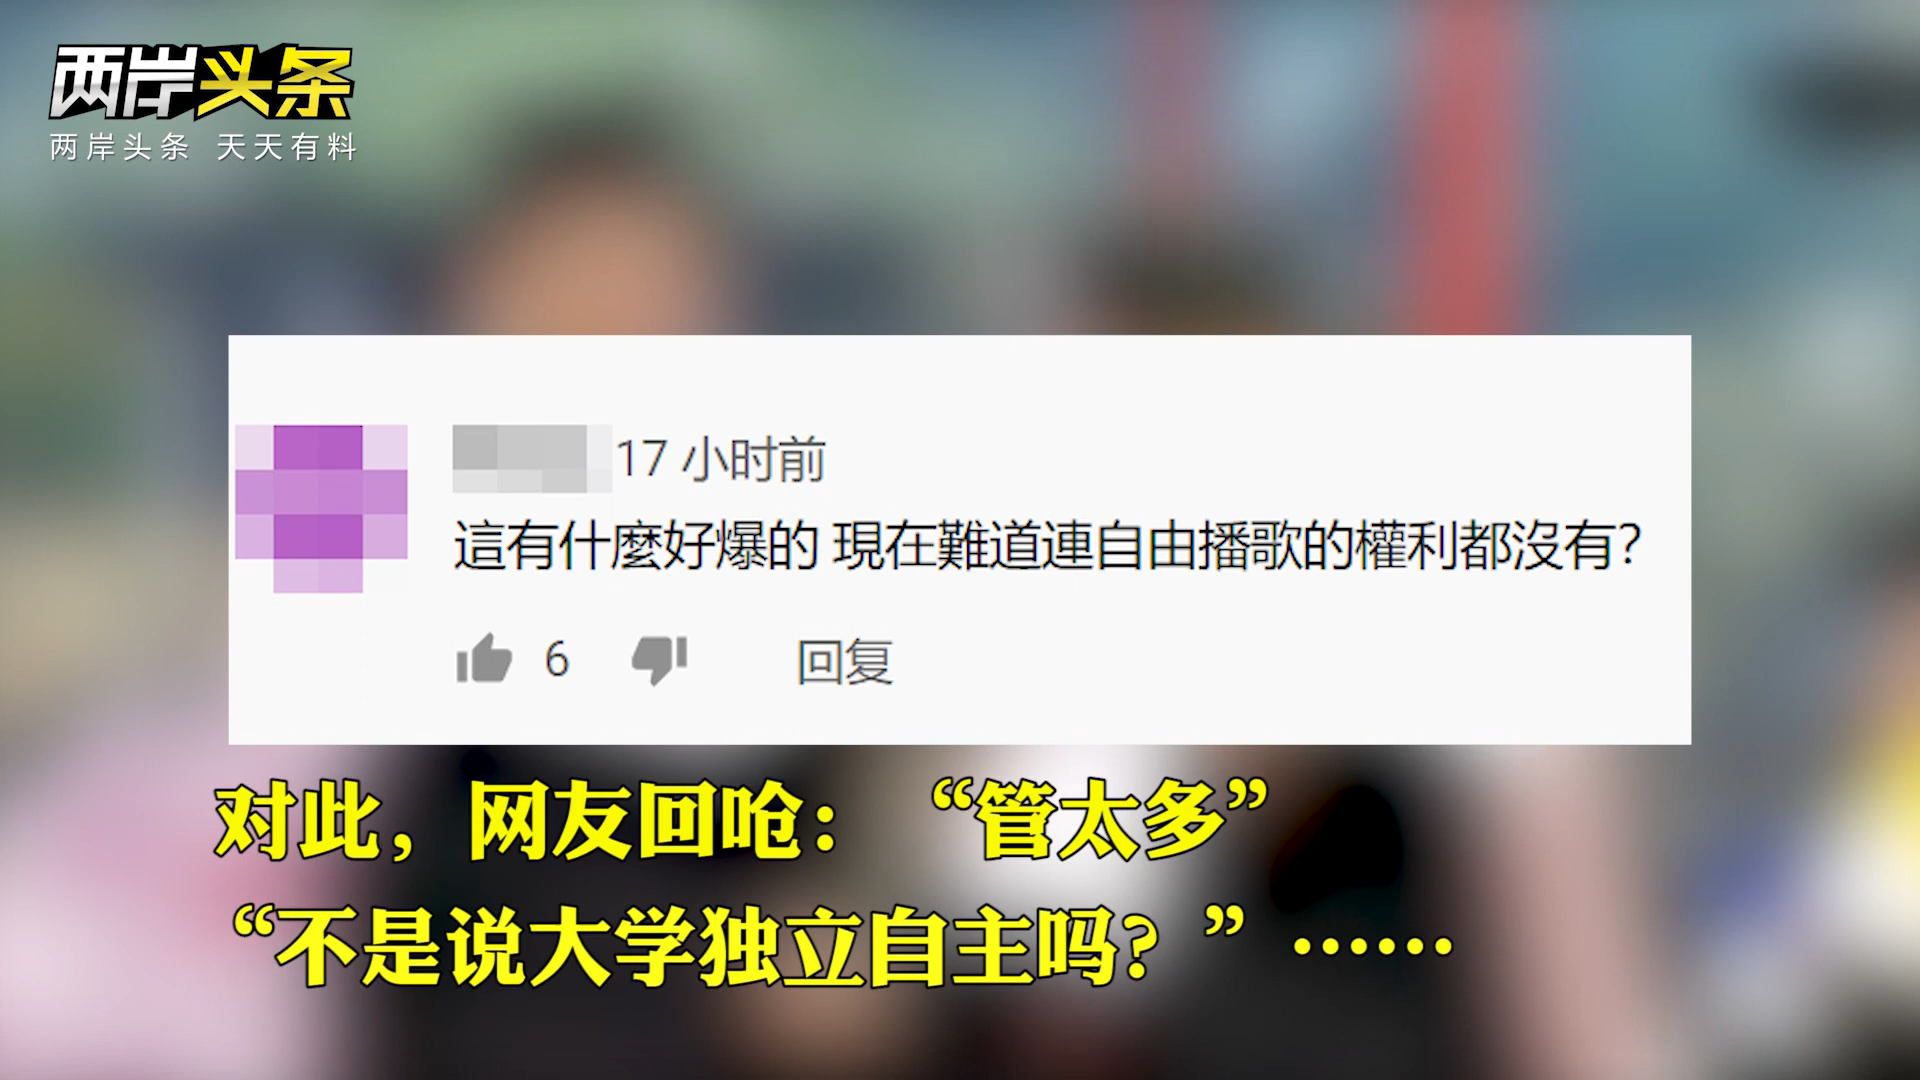 两岸头条
两岸头条 天天有料
17 小时前
這有什麼好爆的 現在難道連自由播歌的權利都沒有?
6
回复
对此，网友回呛：“管太多”
“不是说大学独立自主吗？”……